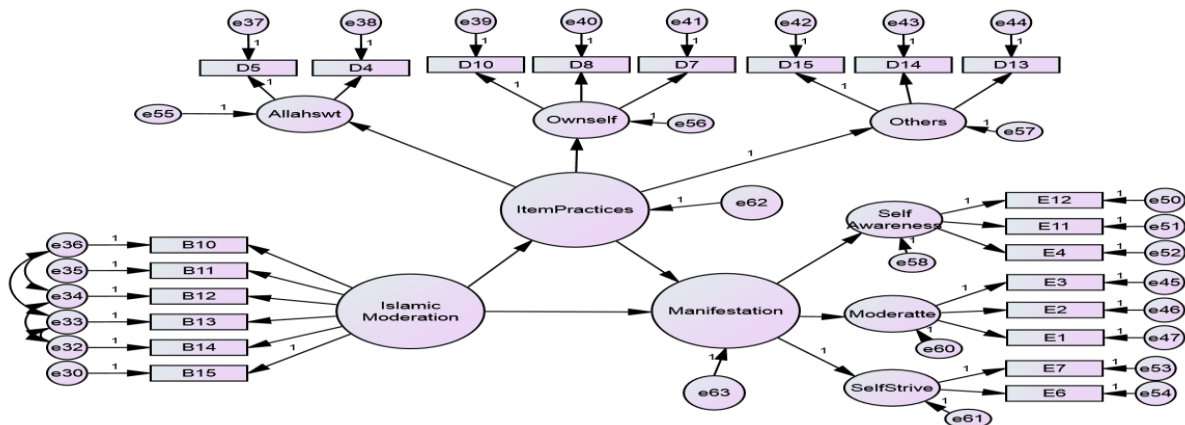 e37 e38 e39 e40 e41 e42 e43 e44
1 1 1 1 1 1 1 1
D5 D4 D10 D8 D7 D15 D14 D13
1 1 1
e55 1 Allahswt Ownself 1 e56 Others 1 e57
1
ItemPractices 1 e62
Self
Awareness
1 E12 1 e50
E11 1 e51
E4 1 e52
1
e58
e36 1 B10
e35 1 B11
e34 1 B12
e33 1 B13
e32 1 B14
e30 1 B15
1
Islamic
Moderation
Manifestation
1
e63
Moderatte
1 E3 1 e45
E2 1 e46
E1 1 e47
1
e60
1
SelfStrive
1 E7 1 e53
E6 1 e54
1
e61